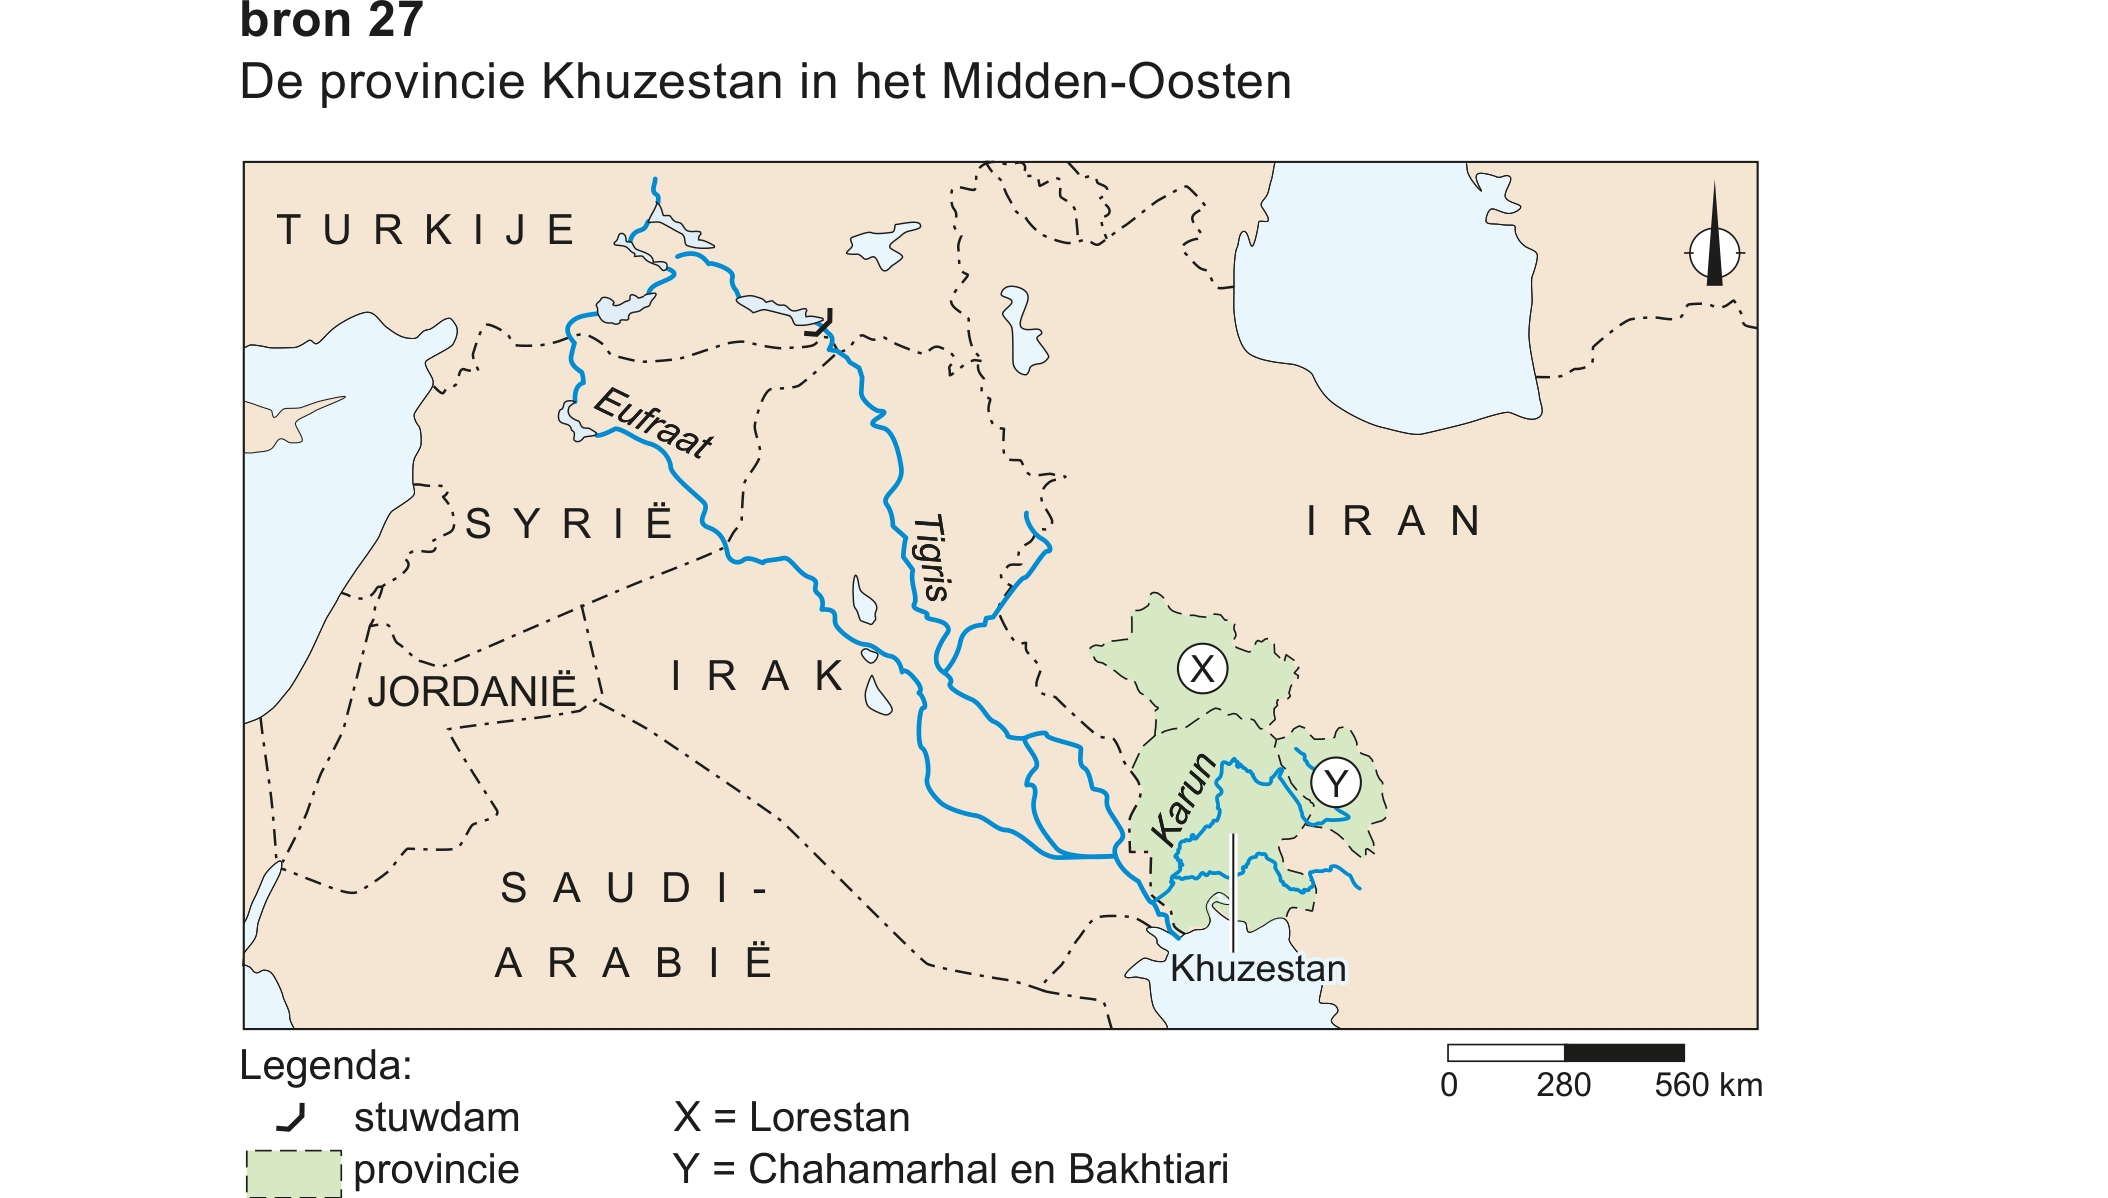 bron 27
De provincie Khuzestan in het Midden-Oosten
TURKIJE
Eufraat
SYRIË
Tigris
IRAN
X
IRAK
JORDANIË
Karun
Y
SAUDI-
ARABIË
Khuzestan
Legenda:
0 280 560 km
stuwdam X = Lorestan
provincie Y = Chahamarhal en Bakhtiari